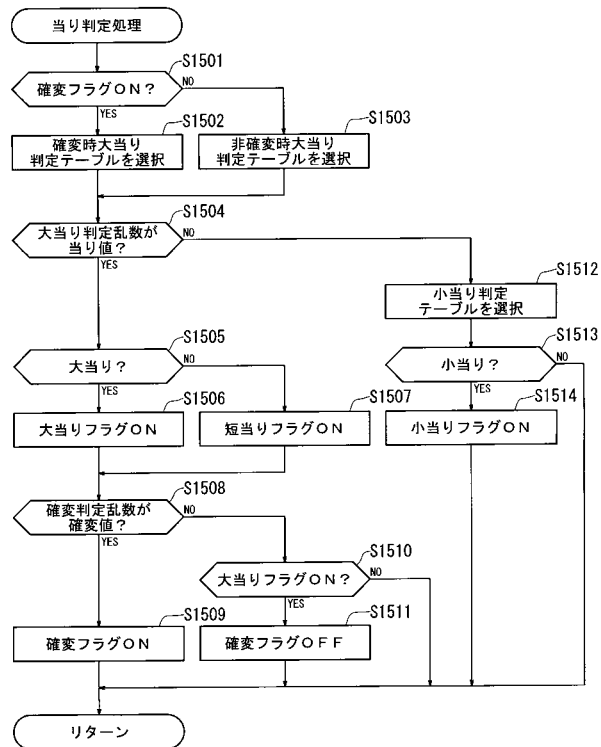 当り判定処理
S1501
確変フラグON?
NO
YES
S1502
確変時大当り
判定テーブルを選択
S1503
非確変時大当り
判定テーブルを選択
S1504
大当り判定乱数が
当り値?
NO
YES
S1512
小当り判定
テーブルを選択
S1505
大当り?
NO
YES
S1513
小当り?
NO
YES
S1506
大当りフラグON
S1507
短当りフラグON
S1514
小当りフラグON
S1508
確変判定乱数が
確変値?
NO
YES
S1510
大当りフラグON?
NO
YES
S1509
確変フラグON
S1511
確変フラグOFF
リターン